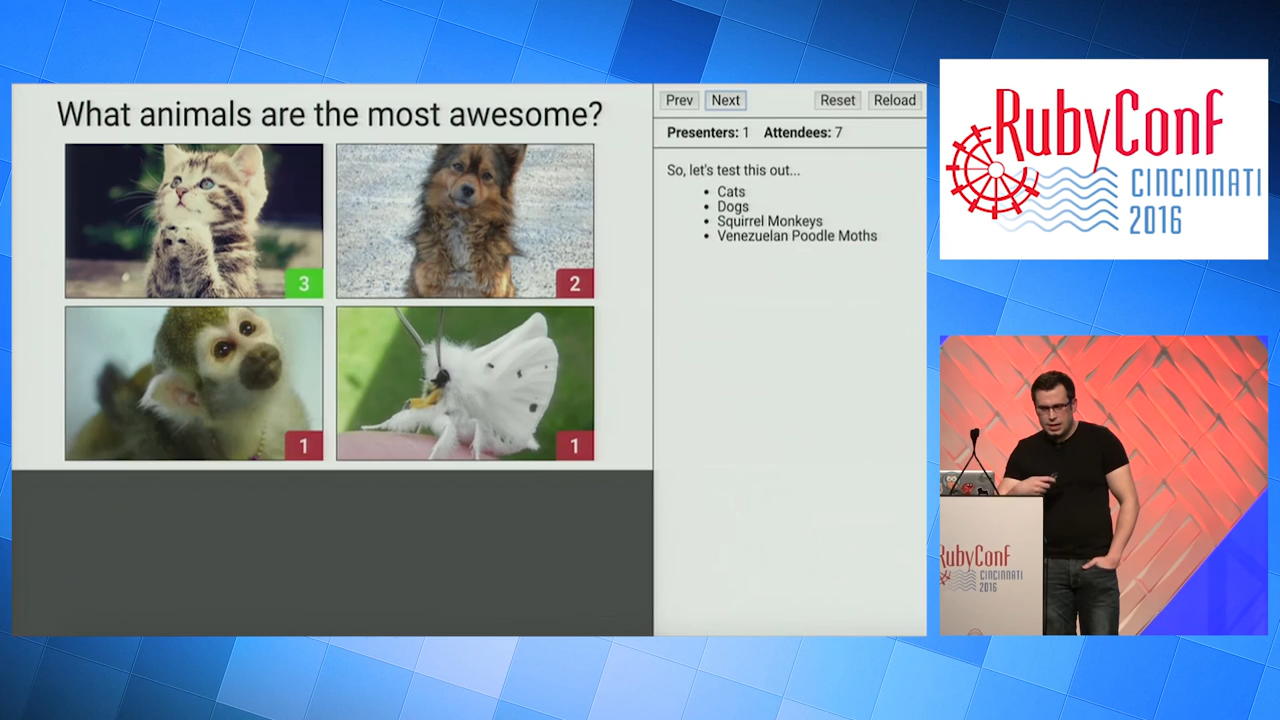 What animals are the most awesome?
3
2
1
1
Prev Next Reset Reload
Presenters: 1 Attendees: 7
So, let's test this out...
• Cats
• Dogs
• Squirrel Monkeys
• Venezuelan Poodle Moths
RubyConf
CINCINNATI
2016
RubyConf
CINCINNATI
2016